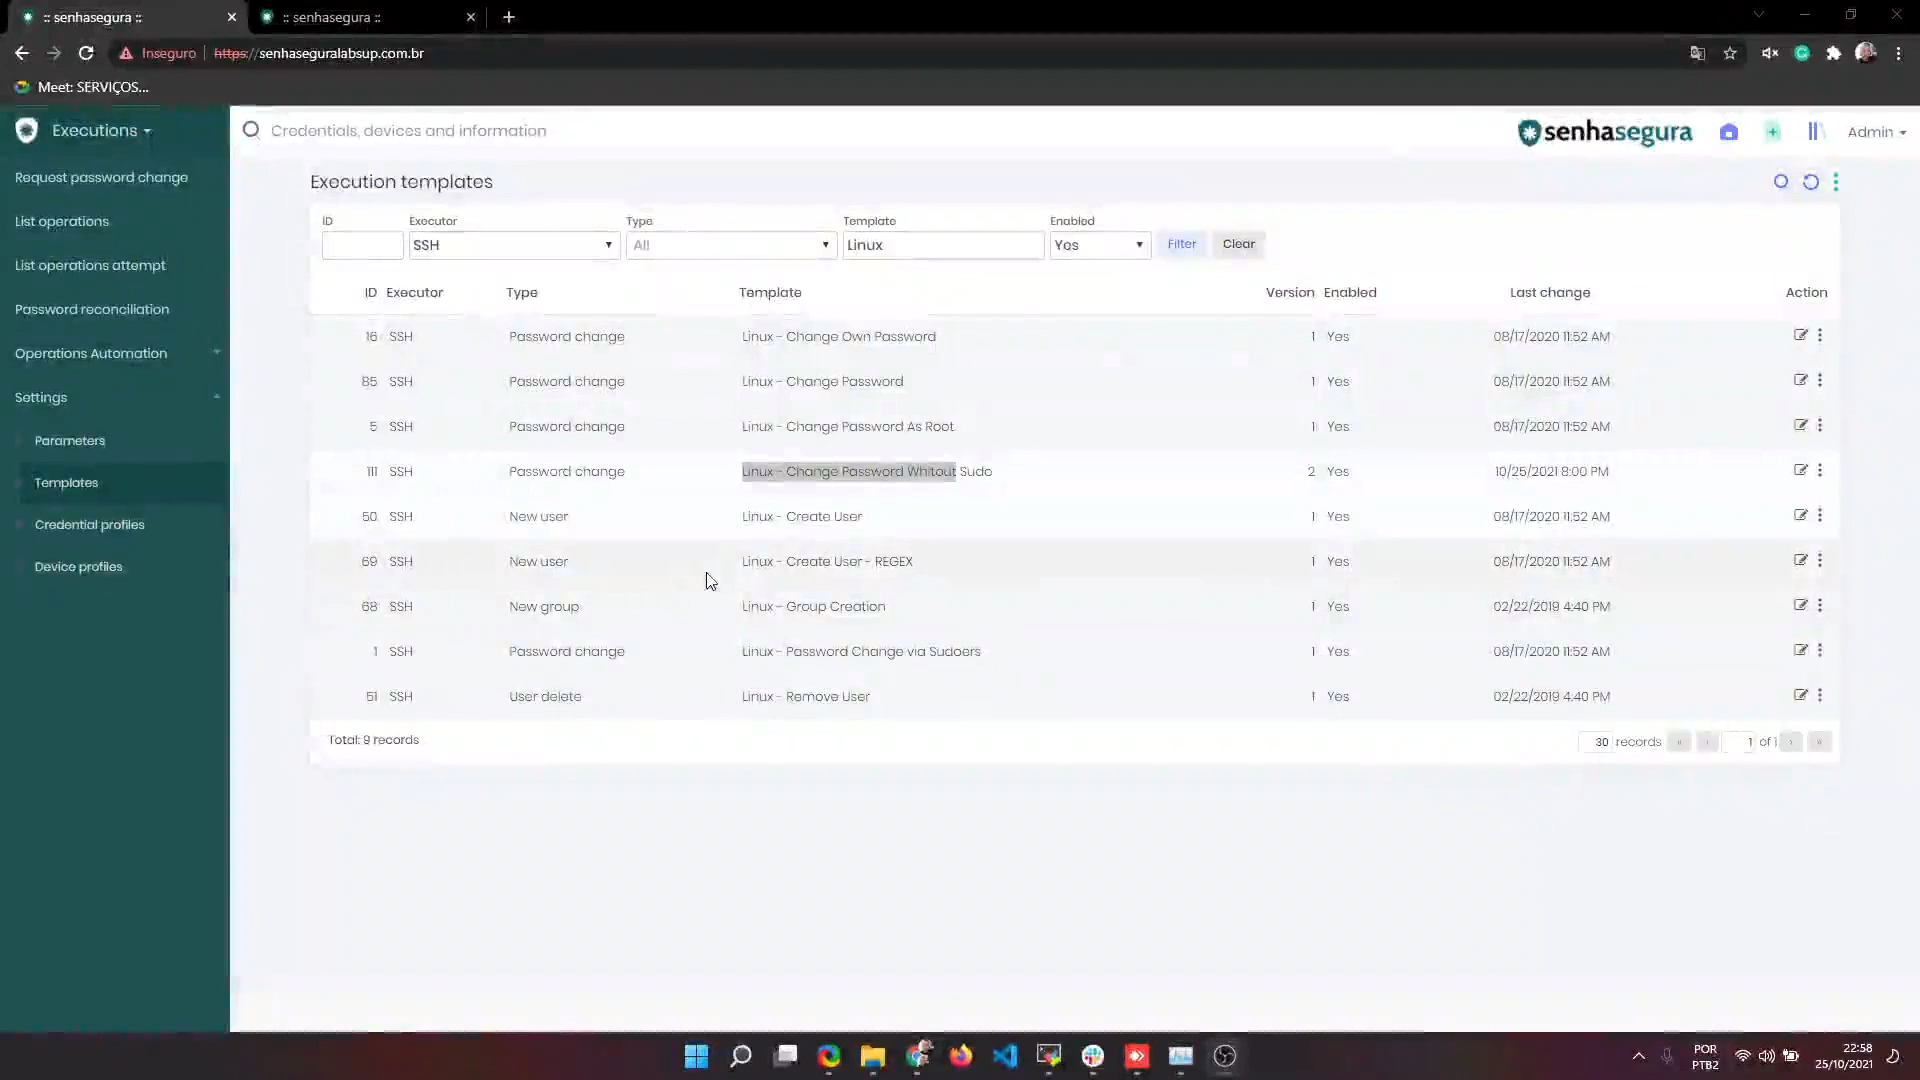 :: senhasegura ::
:: senhasegura ::
Inseguro https://senhaseguralabsup.com.br
Meet: SERVIÇOS...
Executions
Credentials, devices and information
senhasegura
Admin
Request password change
List operations
List operations attempt
Password reconciliation
Operations Automation
Settings
Parameters
Templates
Credential profiles
Device profiles
Execution templates
ID Executor Type Template Enabled
SSH All Linux Yes Filter Clear
ID Executor Type Template Version Enabled Last change Action
16 SSH Password change Linux - Change Own Password 1 Yes 08/17/2020 11:52 AM
85 SSH Password change Linux - Change Password 1 Yes 08/17/2020 11:52 AM
5 SSH Password change Linux - Change Password As Root 1 Yes 08/17/2020 11:52 AM
111 SSH Password change Linux - Change Password Whitout Sudo 2 Yes 10/25/2021 8:00 PM
50 SSH New user Linux - Create User 1 Yes 08/17/2020 11:52 AM
69 SSH New user Linux - Create User - REGEX 1 Yes 08/17/2020 11:52 AM
68 SSH New group Linux - Group Creation 1 Yes 02/22/2019 4:40 PM
1 SSH Password change Linux - Password Change via Sudoers 1 Yes 08/17/2020 11:52 AM
51 SSH User delete Linux - Remove User 1 Yes 02/22/2019 4:40 PM
Total: 9 records
30 records « ‹ 1 of 1 › »
POR
PTB2
22:58
25/10/2021